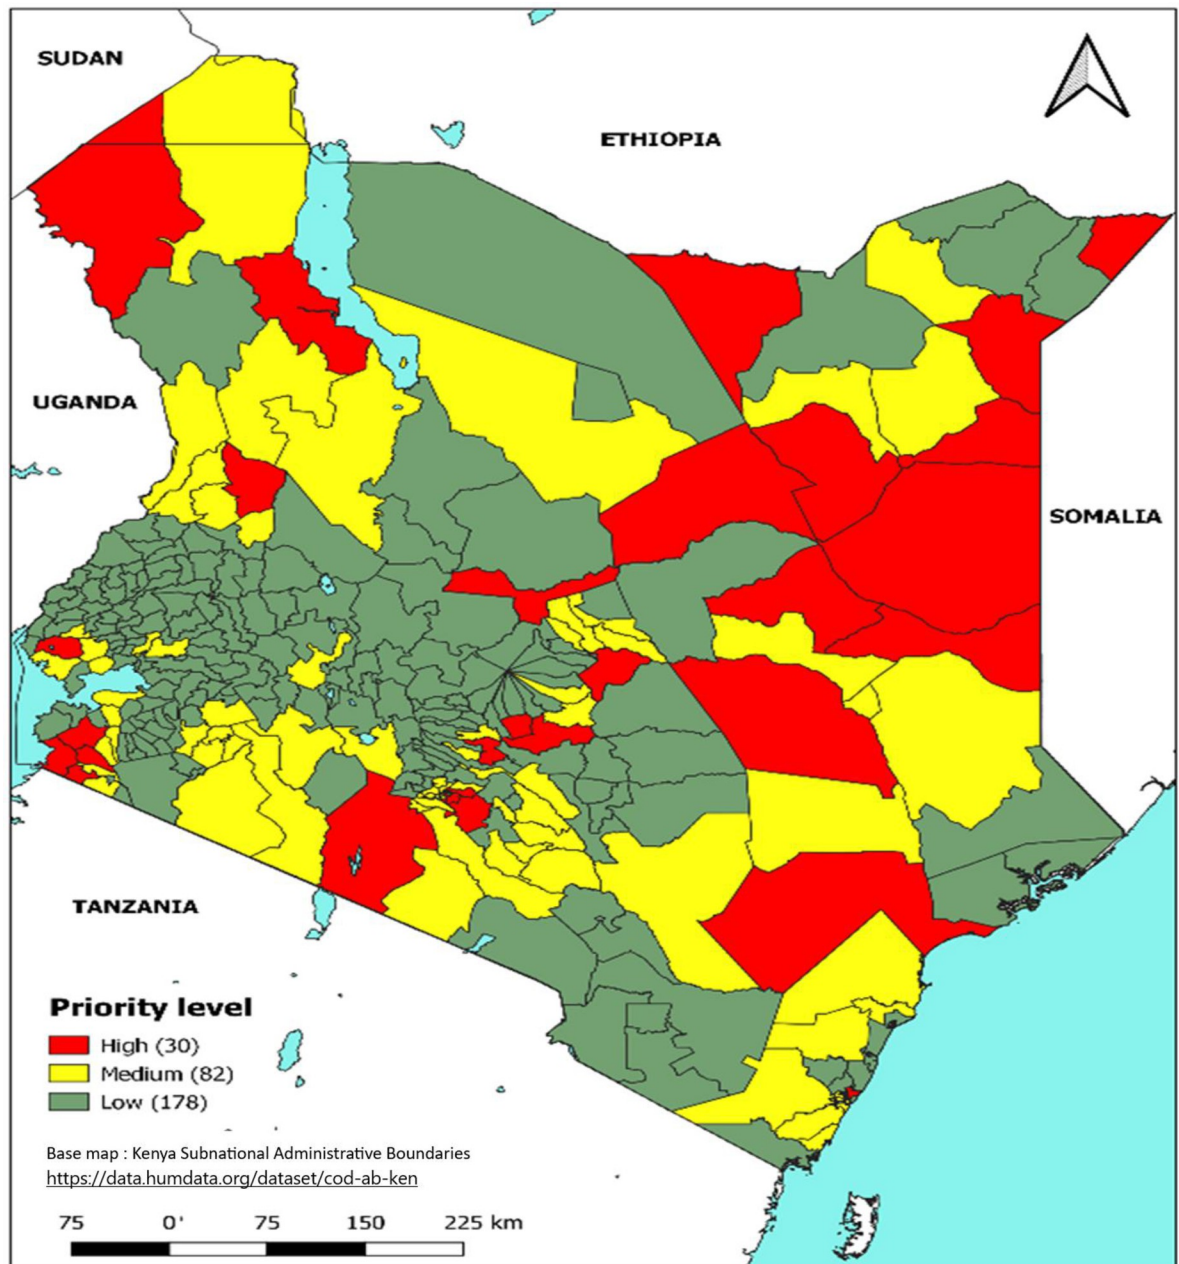 SUDAN
ETHIOPIA
UGANDA
SOMALIA
TANZANIA
Priority level
High (30)
Medium (82)
Low (178)
Base map : Kenya Subnational Administrative Boundaries
https://data.humdata.org/dataset/cod-ab-ken
75 0' 75 150 225 km